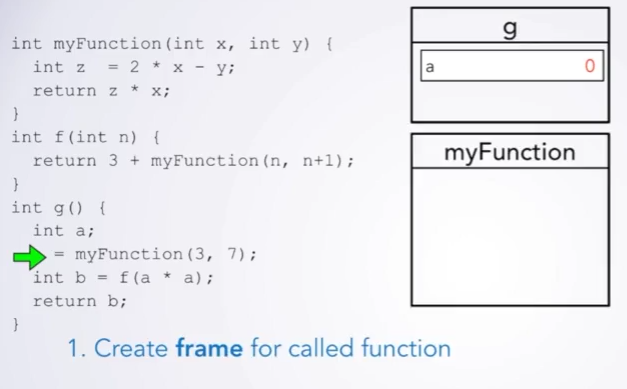 int myFunction(int x, int y) {
int z = 2 * x - y;
return z * x;
}
int f(int n) {
return 3 + myFunction(n, n+1);
}
int g() {
int a;
= myFunction(3, 7);
int b = f(a * a);
return b;
}
g
a 0
myFunction
1. Create frame for called function